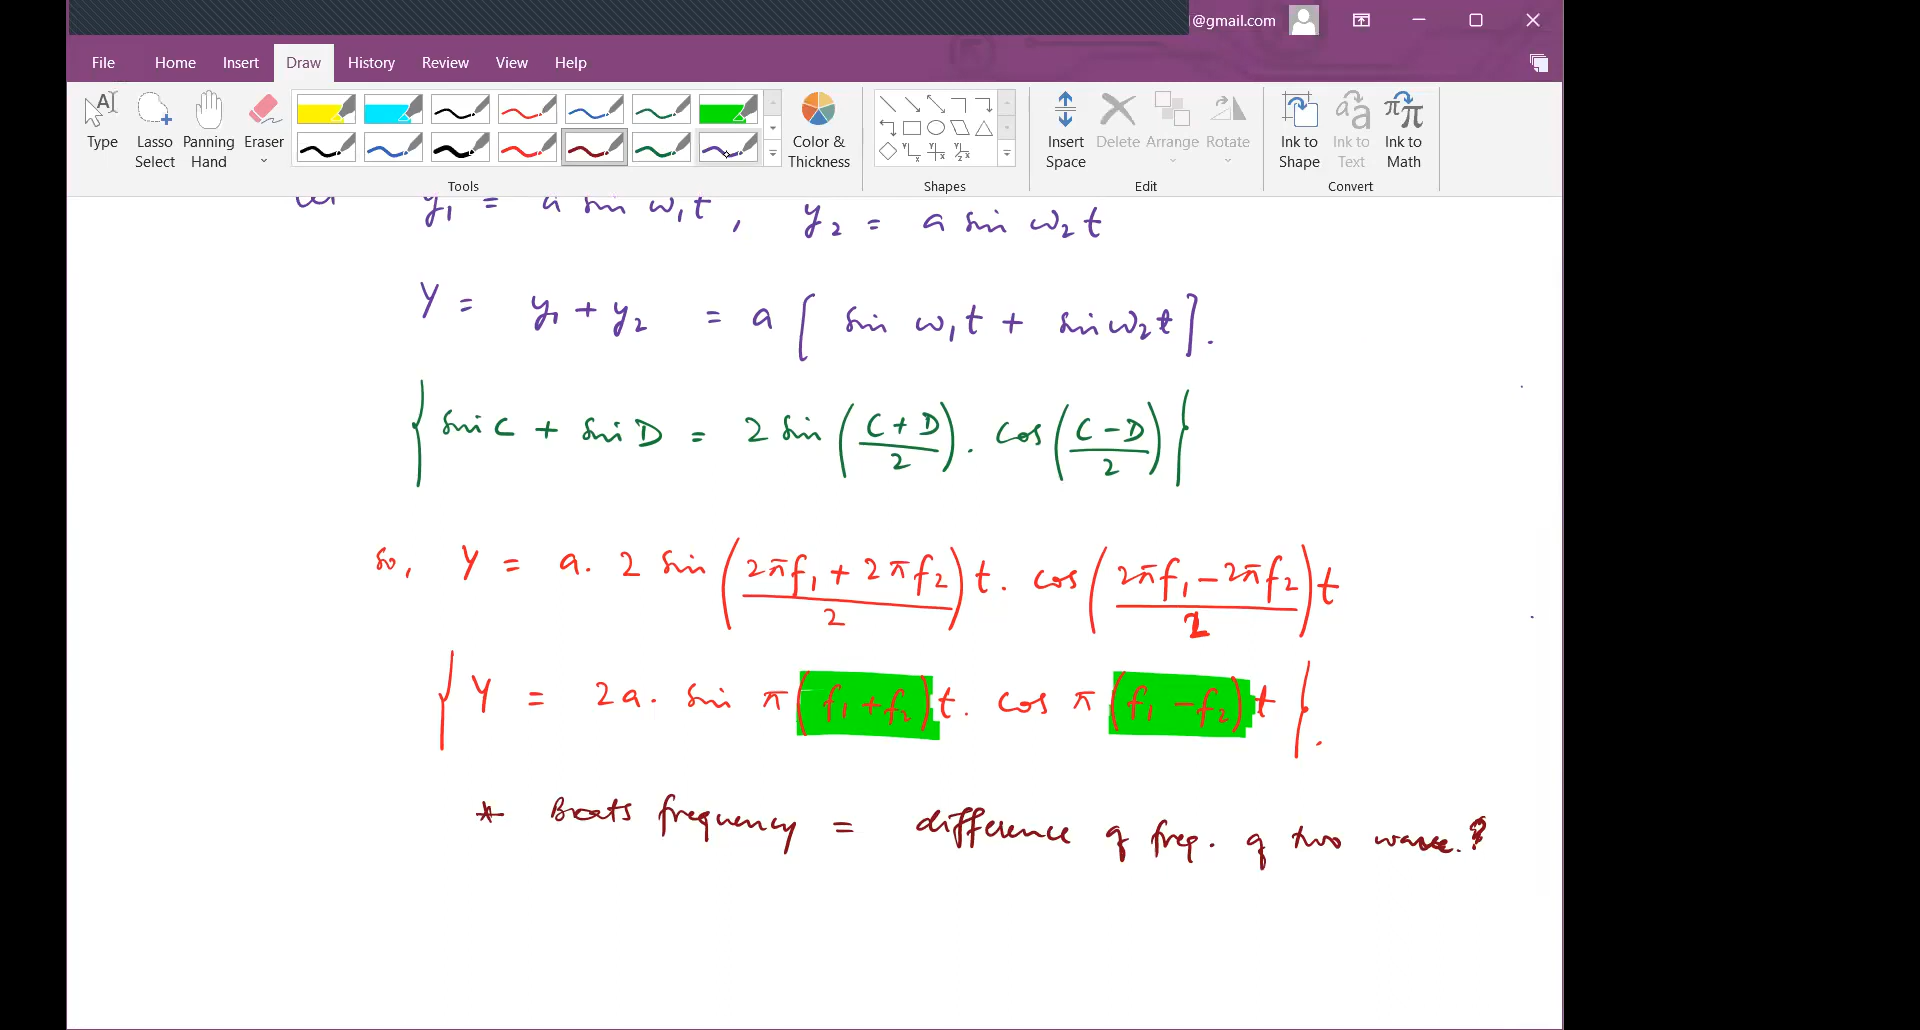 @gmail.com
File Home Insert Draw History Review View Help
Type Lasso Select Panning Hand Eraser Color & Thickness Insert Space Delete Arrange Rotate Ink to Shape Ink to Text Ink to Math
Tools Shapes Edit Convert
let y₁ = a sin ω₁t, y₂ = a sin ω₂t
Y = y₁ + y₂ = a [ sin ω₁t + sin ω₂t ].
{ sin C + sin D = 2 sin ( (C + D)/2 ) . cos ( (C - D)/2 ) }
so, Y = a. 2 sin ( (2πf₁ + 2πf₂)/2 ) t. cos ( (2πf₁ - 2πf₂)/2 ) t
{ Y = 2a. sin π (f₁ + f₂) t. cos π (f₁ - f₂) t }.
* Beats frequency = difference of freq. of two wave.?